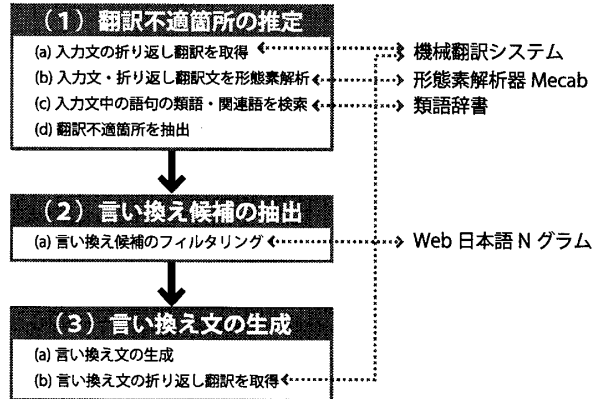 (1) 翻訳不適箇所の推定
(a) 入力文の折り返し翻訳を取得
機械翻訳システム
(b) 入力文・折り返し翻訳文を形態素解析
形態素解析器 Mecab
(c) 入力文中の語句の類語・関連語を検索
類語辞書
(d) 翻訳不適箇所を抽出
(2) 言い換え候補の抽出
(a) 言い換え候補のフィルタリング
Web 日本語 N グラム
(3) 言い換え文の生成
(a) 言い換え文の生成
(b) 言い換え文の折り返し翻訳を取得